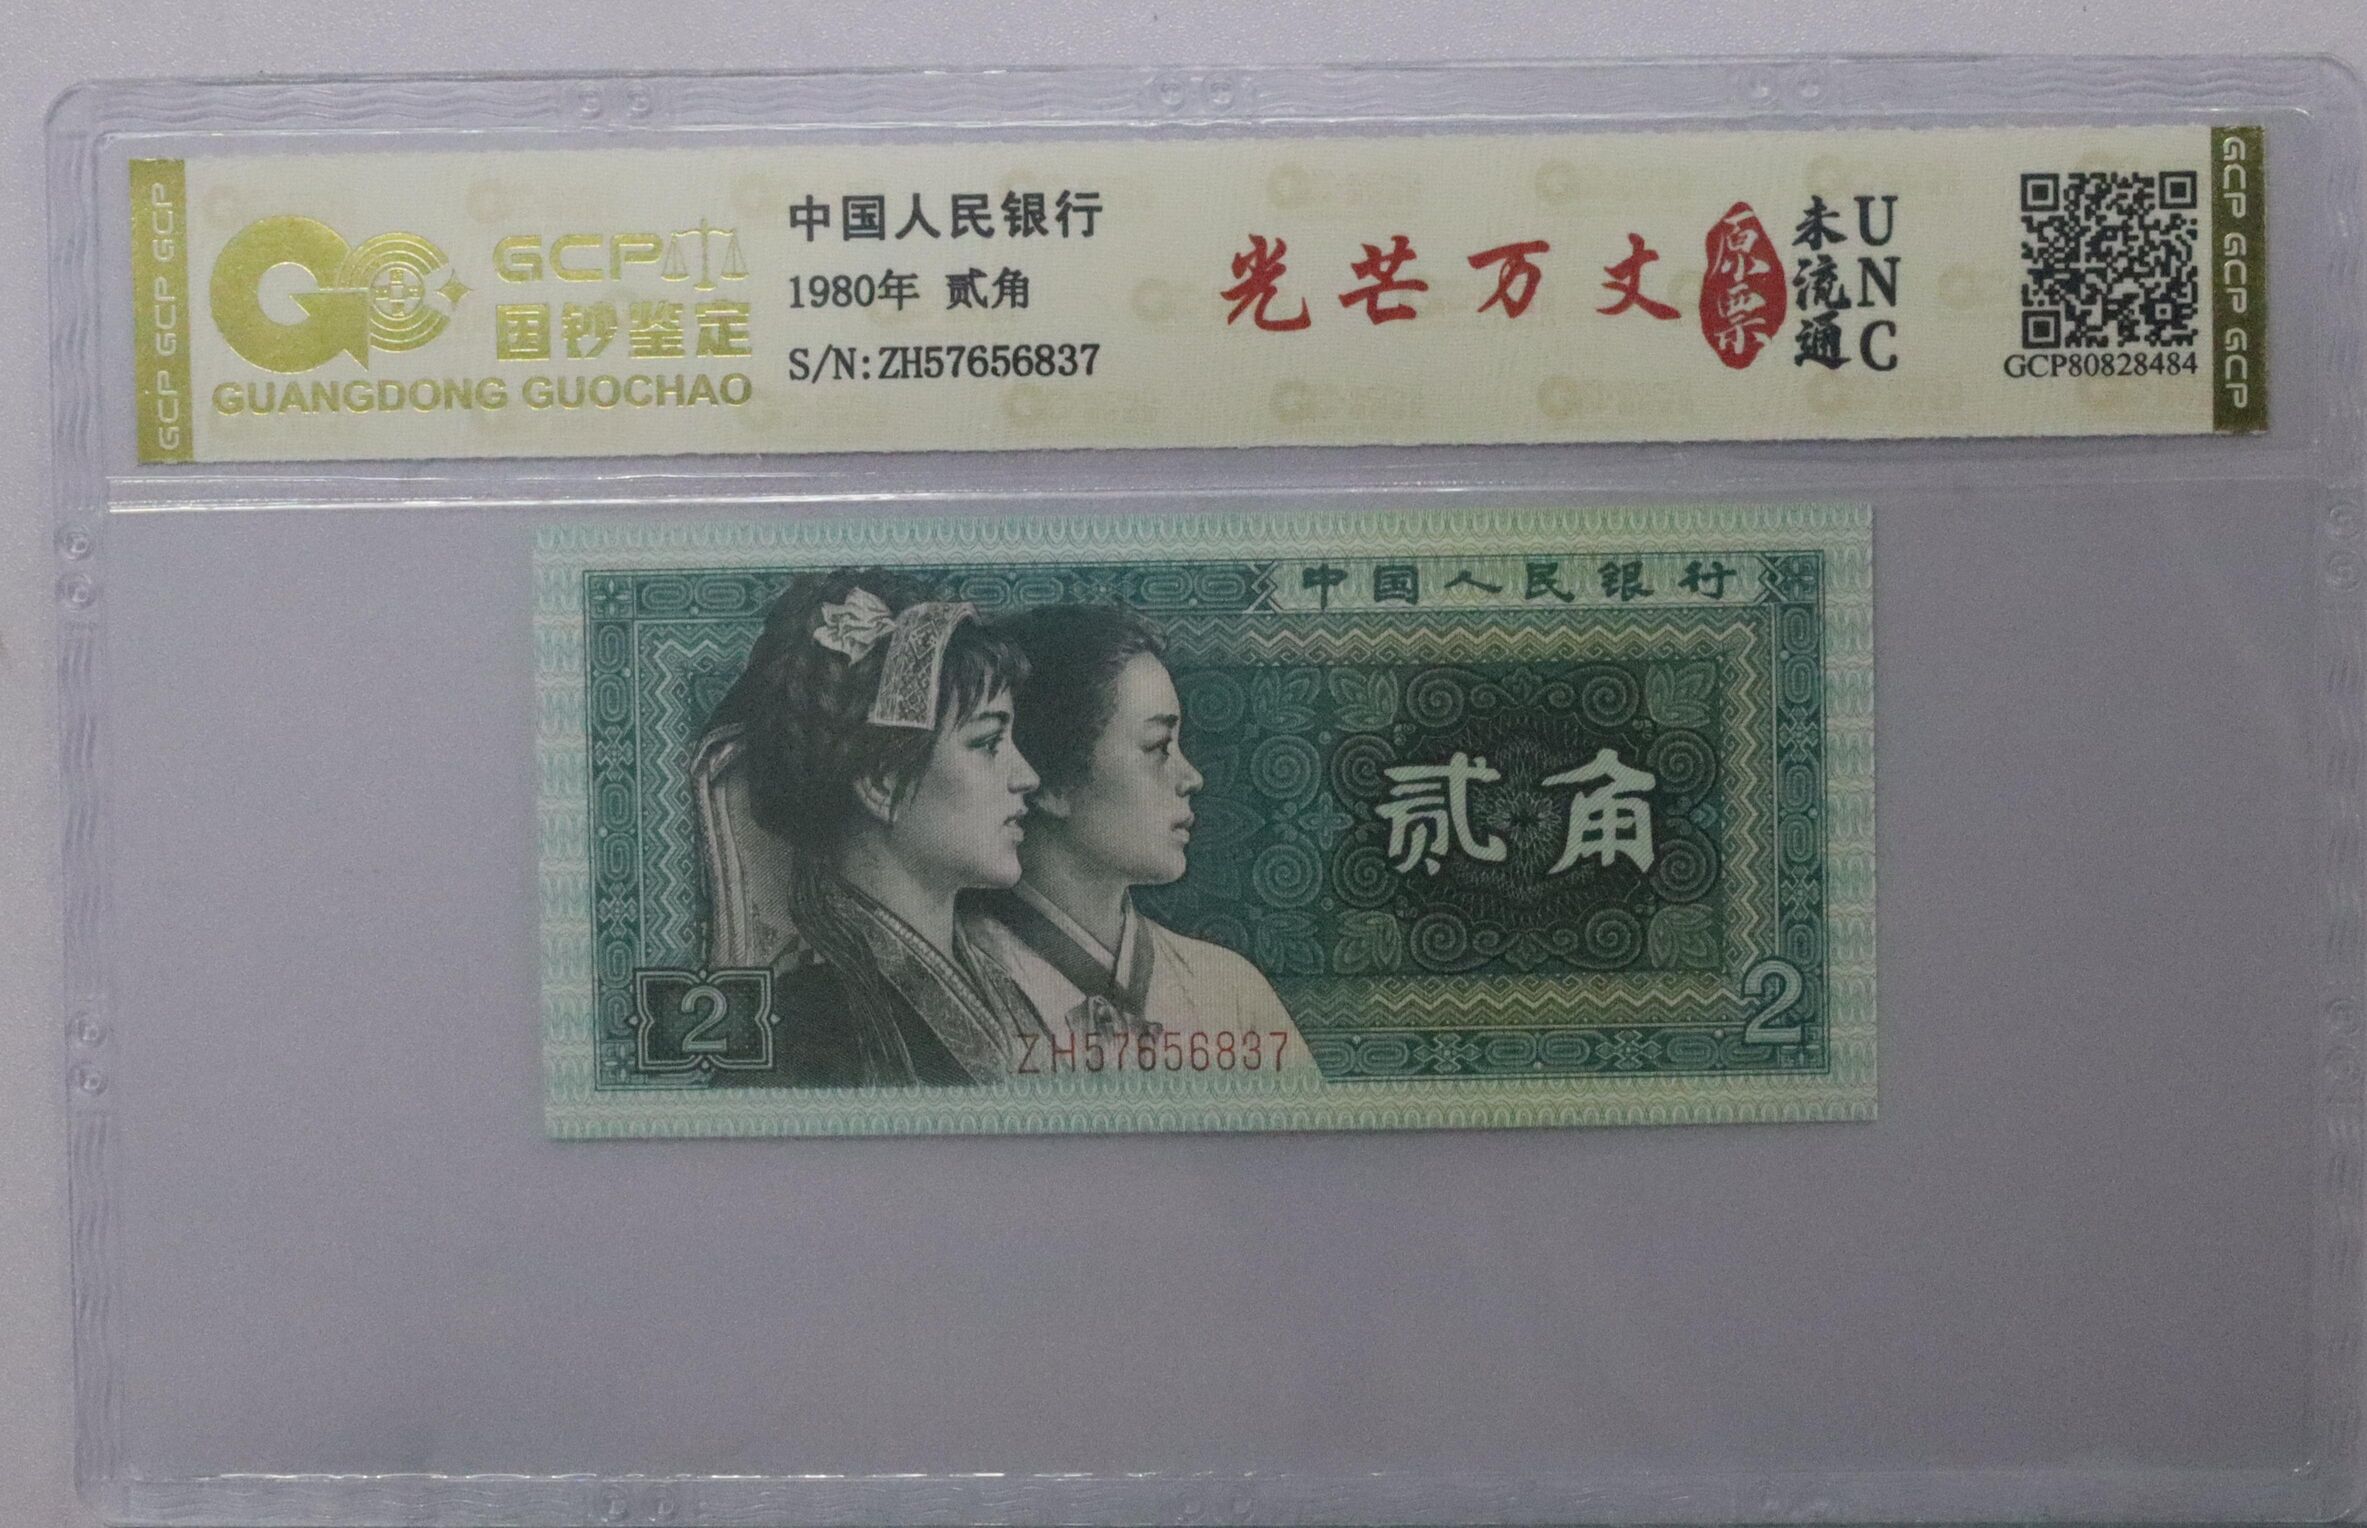 GCP GCP GCP
GCP
国钞鉴定
GUANGDONG GUOCHAO
中国人民银行
1980年 贰角
S/N:ZH57656837
光芒万丈
原票
未流通
UNC
GCP80828484
GCP GCP GCP
中国人民银行
贰角
2
2
ZH57656837